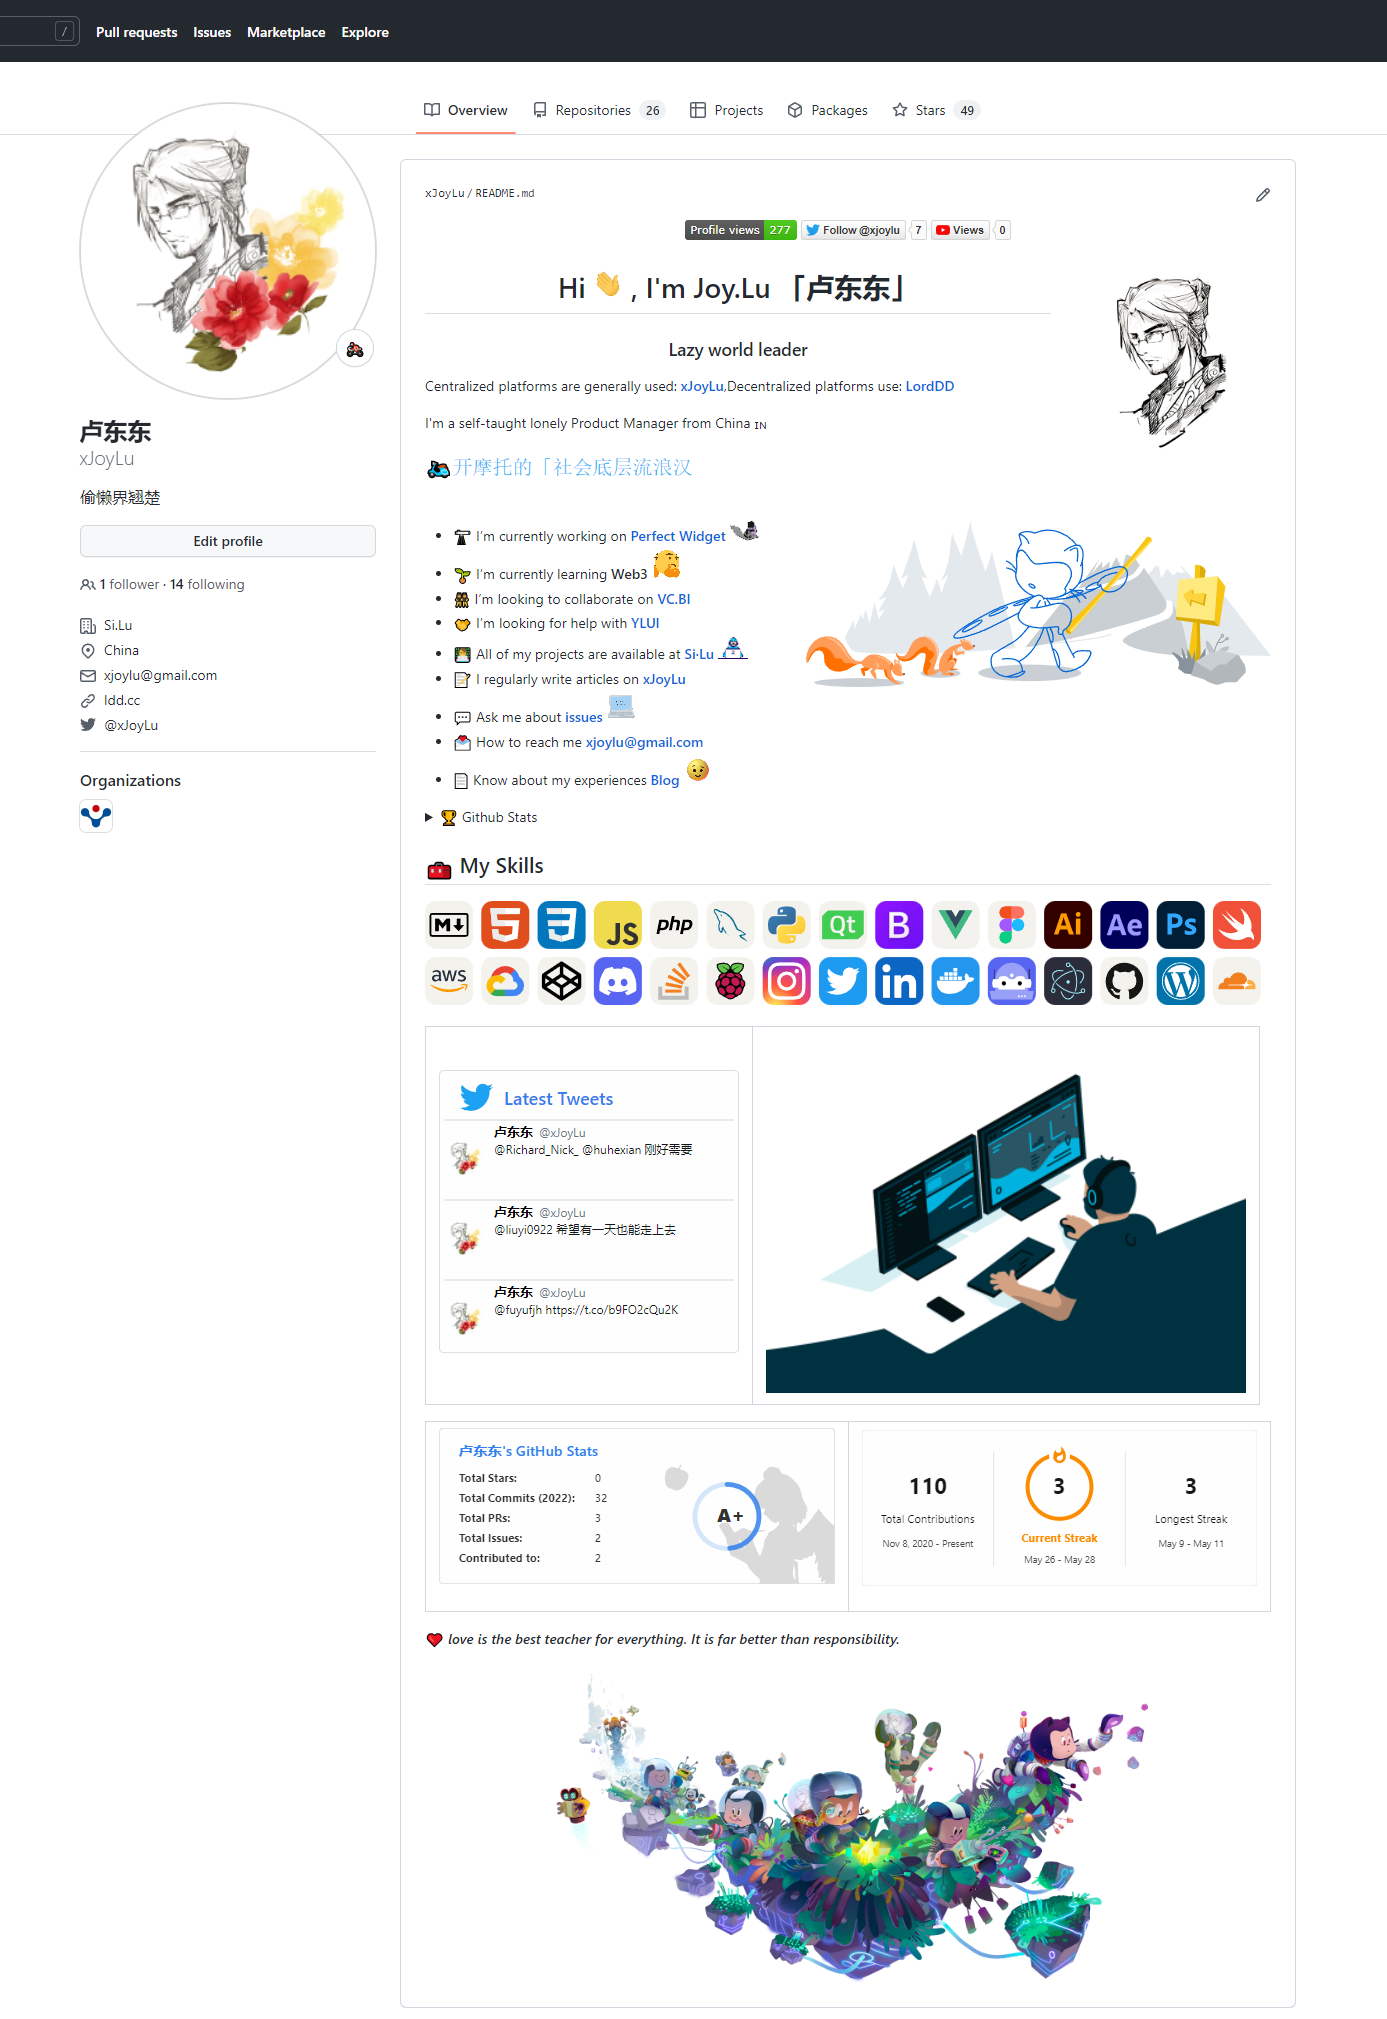 / Pull requests Issues Marketplace Explore
Overview Repositories 26 Projects Packages Stars 49
卢东东
xJoyLu
偷懒界翘楚
Edit profile
1 follower · 14 following
Si.Lu
China
xjoylu@gmail.com
ldd.cc
@xJoyLu
Organizations
xJoyLu / README.md
Profile views 277 Follow @xjoylu 7 Views 0
Hi 👋 , I'm Joy.Lu 「卢东东」
Lazy world leader
Centralized platforms are generally used: xJoyLu,Decentralized platforms use: LordDD
I'm a self-taught lonely Product Manager from China IN
开摩托的「社会底层流浪汉
I'm currently working on Perfect Widget
I'm currently learning Web3
I'm looking to collaborate on VC.BI
I'm looking for help with YLUI
All of my projects are available at Si·Lu
I regularly write articles on xJoyLu
Ask me about issues
How to reach me xjoylu@gmail.com
Know about my experiences Blog
Github Stats
My Skills
M JS php Qt B Ai Ae Ps
aws in
Latest Tweets
卢东东 @xJoyLu
@Richard_Nick_ @huhexian 刚好需要
卢东东 @xJoyLu
@liuyi0922 希望有一天也能走上去
卢东东 @xJoyLu
@fuyufjh https://t.co/b9FO2cQu2K
卢东东's GitHub Stats
Total Stars: 0
Total Commits (2022): 32
Total PRs: 3
Total Issues: 2
Contributed to: 2
A+
110
Total Contributions
Nov 8, 2020 - Present
3
Current Streak
May 26 - May 28
3
Longest Streak
May 9 - May 11
love is the best teacher for everything. It is far better than responsibility.